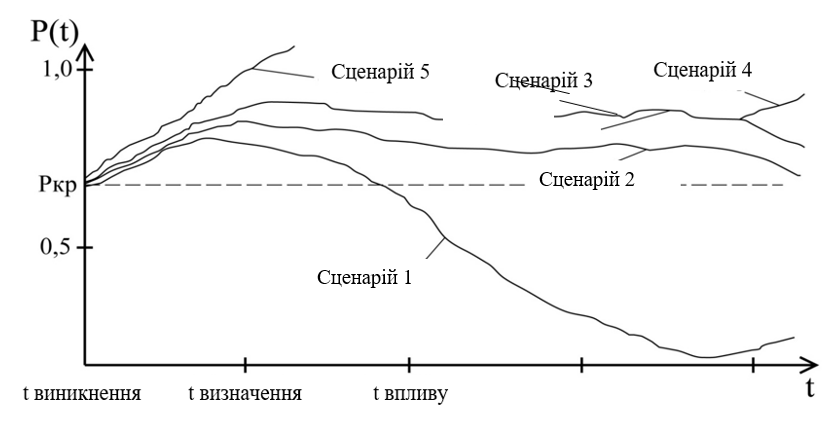 P(t)
1,0
Сценарій 5
Сценарій 3
Сценарій 4
Ркр
Сценарій 2
0,5
Сценарій 1
t
t виникнення
t визначення
t впливу